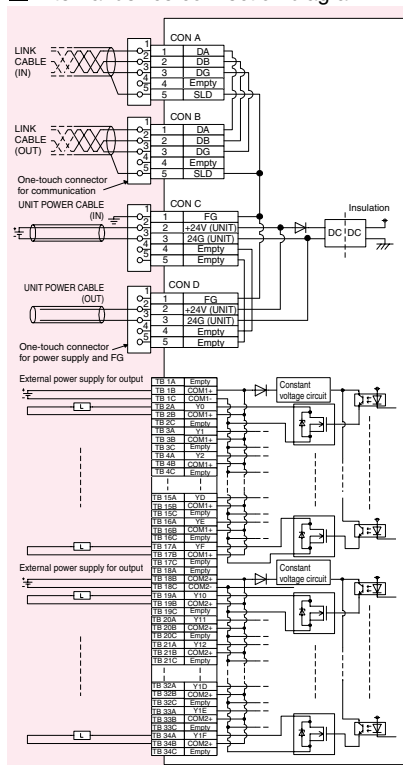 CON A
LINK
CABLE
(IN)
1
2
3
4
5
1 DA
2 DB
3 DG
4 Empty
5 SLD
CON B
LINK
CABLE
(OUT)
1
2
3
4
5
1 DA
2 DB
3 DG
4 Empty
5 SLD
One-touch connector
for communication
UNIT POWER CABLE
(IN)
CON C
1
2
3
4
5
1 FG
2 +24V (UNIT)
3 24G (UNIT)
4 Empty
5 Empty
Insulation
DC DC
UNIT POWER CABLE
(OUT)
CON D
1
2
3
4
5
1 FG
2 +24V (UNIT)
3 24G (UNIT)
4 Empty
5 Empty
One-touch connector
for power supply and FG
External power supply for output
TB 1A Empty
TB 1B COM1+
TB 1C COM1-
TB 2A Y0
TB 2B COM1+
TB 2C Empty
TB 3A Y1
TB 3B COM1+
TB 3C Empty
TB 4A Y2
TB 4B COM1+
TB 4C Empty
L
Constant
voltage circuit
TB 15A YD
TB 15B COM1+
TB 15C Empty
TB 16A YE
TB 16B COM1+
TB 16C Empty
TB 17A YF
TB 17B COM1+
TB 17C Empty
TB 18A Empty
L
External power supply for output
TB 18B COM2+
TB 18C COM2-
TB 19A Y10
TB 19B COM2+
TB 19C Empty
TB 20A Y11
TB 20B COM2+
TB 20C Empty
TB 21A Y12
TB 21B COM2+
TB 21C Empty
L
Constant
voltage circuit
TB 32A Y1D
TB 32B COM2+
TB 32C Empty
TB 33A Y1E
TB 33B COM2+
TB 33C Empty
TB 34A Y1F
TB 34B COM2+
TB 34C Empty
L